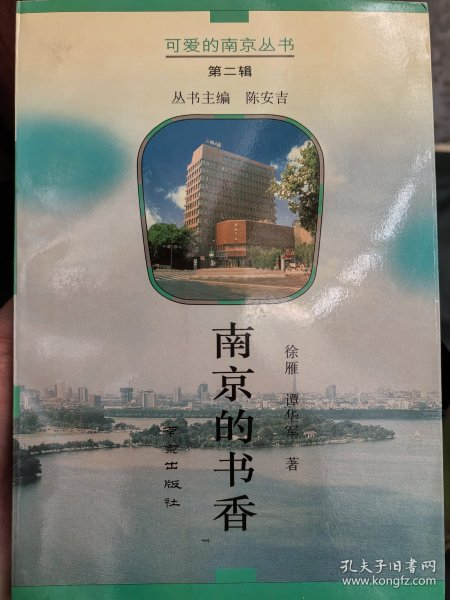 可爱的南京丛书
第二辑
丛书主编 陈安吉
南京的书香
徐雁 谭华军 著
南京出版社
孔夫子旧书网
www.kongfz.com